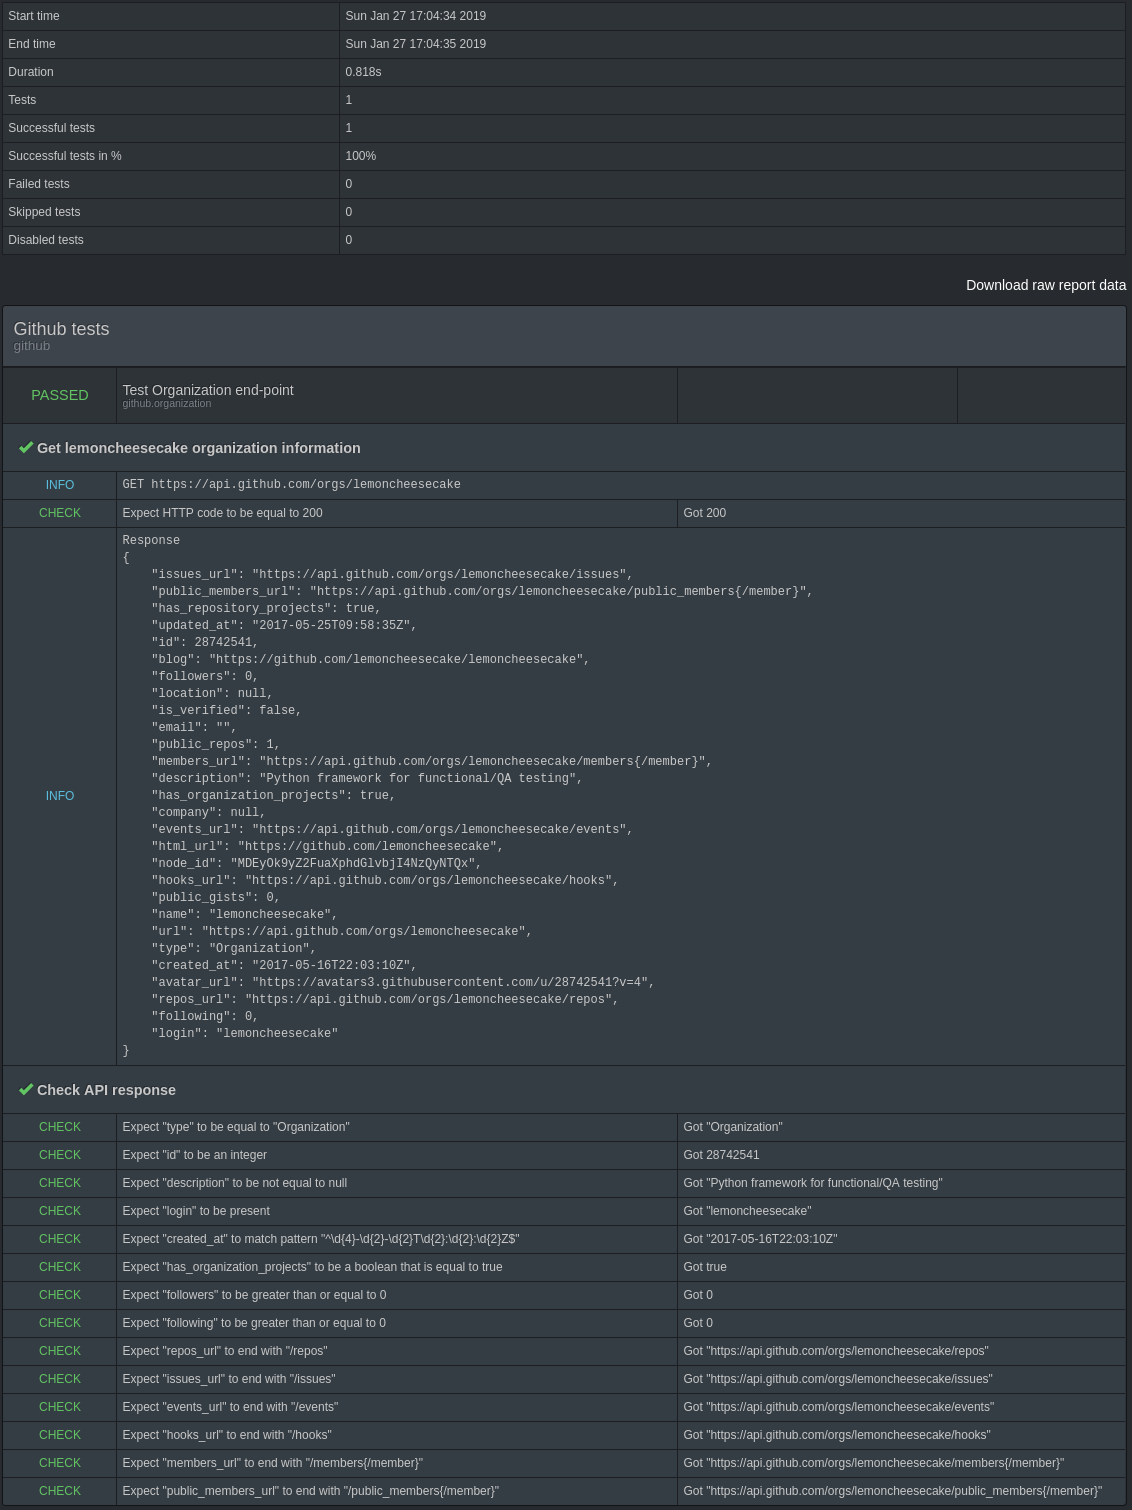 Start time Sun Jan 27 17:04:34 2019
End time Sun Jan 27 17:04:35 2019
Duration 0.818s
Tests 1
Successful tests 1
Successful tests in % 100%
Failed tests 0
Skipped tests 0
Disabled tests 0
Download raw report data
Github tests
github
PASSED Test Organization end-point
github.organization
Get lemoncheesecake organization information
INFO GET https://api.github.com/orgs/lemoncheesecake
CHECK Expect HTTP code to be equal to 200 Got 200
Response
{
    "issues_url": "https://api.github.com/orgs/lemoncheesecake/issues",
    "public_members_url": "https://api.github.com/orgs/lemoncheesecake/public_members{/member}",
    "has_repository_projects": true,
    "updated_at": "2017-05-25T09:58:35Z",
    "id": 28742541,
    "blog": "https://github.com/lemoncheesecake/lemoncheesecake",
    "followers": 0,
    "location": null,
    "is_verified": false,
    "email": "",
    "public_repos": 1,
    "members_url": "https://api.github.com/orgs/lemoncheesecake/members{/member}",
    "description": "Python framework for functional/QA testing",
INFO     "has_organization_projects": true,
    "company": null,
    "events_url": "https://api.github.com/orgs/lemoncheesecake/events",
    "html_url": "https://github.com/lemoncheesecake",
    "node_id": "MDEyOk9yZ2FuaXphdGlvbjI4NzQyNTQx",
    "hooks_url": "https://api.github.com/orgs/lemoncheesecake/hooks",
    "public_gists": 0,
    "name": "lemoncheesecake",
    "url": "https://api.github.com/orgs/lemoncheesecake",
    "type": "Organization",
    "created_at": "2017-05-16T22:03:10Z",
    "avatar_url": "https://avatars3.githubusercontent.com/u/28742541?v=4",
    "repos_url": "https://api.github.com/orgs/lemoncheesecake/repos",
    "following": 0,
    "login": "lemoncheesecake"
}
Check API response
CHECK Expect "type" to be equal to "Organization" Got "Organization"
CHECK Expect "id" to be an integer Got 28742541
CHECK Expect "description" to be not equal to null Got "Python framework for functional/QA testing"
CHECK Expect "login" to be present Got "lemoncheesecake"
CHECK Expect "created_at" to match pattern "^\d{4}-\d{2}-\d{2}T\d{2}:\d{2}:\d{2}Z$" Got "2017-05-16T22:03:10Z"
CHECK Expect "has_organization_projects" to be a boolean that is equal to true Got true
CHECK Expect "followers" to be greater than or equal to 0 Got 0
CHECK Expect "following" to be greater than or equal to 0 Got 0
CHECK Expect "repos_url" to end with "/repos" Got "https://api.github.com/orgs/lemoncheesecake/repos"
CHECK Expect "issues_url" to end with "/issues" Got "https://api.github.com/orgs/lemoncheesecake/issues"
CHECK Expect "events_url" to end with "/events" Got "https://api.github.com/orgs/lemoncheesecake/events"
CHECK Expect "hooks_url" to end with "/hooks" Got "https://api.github.com/orgs/lemoncheesecake/hooks"
CHECK Expect "members_url" to end with "/members{/member}" Got "https://api.github.com/orgs/lemoncheesecake/members{/member}"
CHECK Expect "public_members_url" to end with "/public_members{/member}" Got "https://api.github.com/orgs/lemoncheesecake/public_members{/member}"